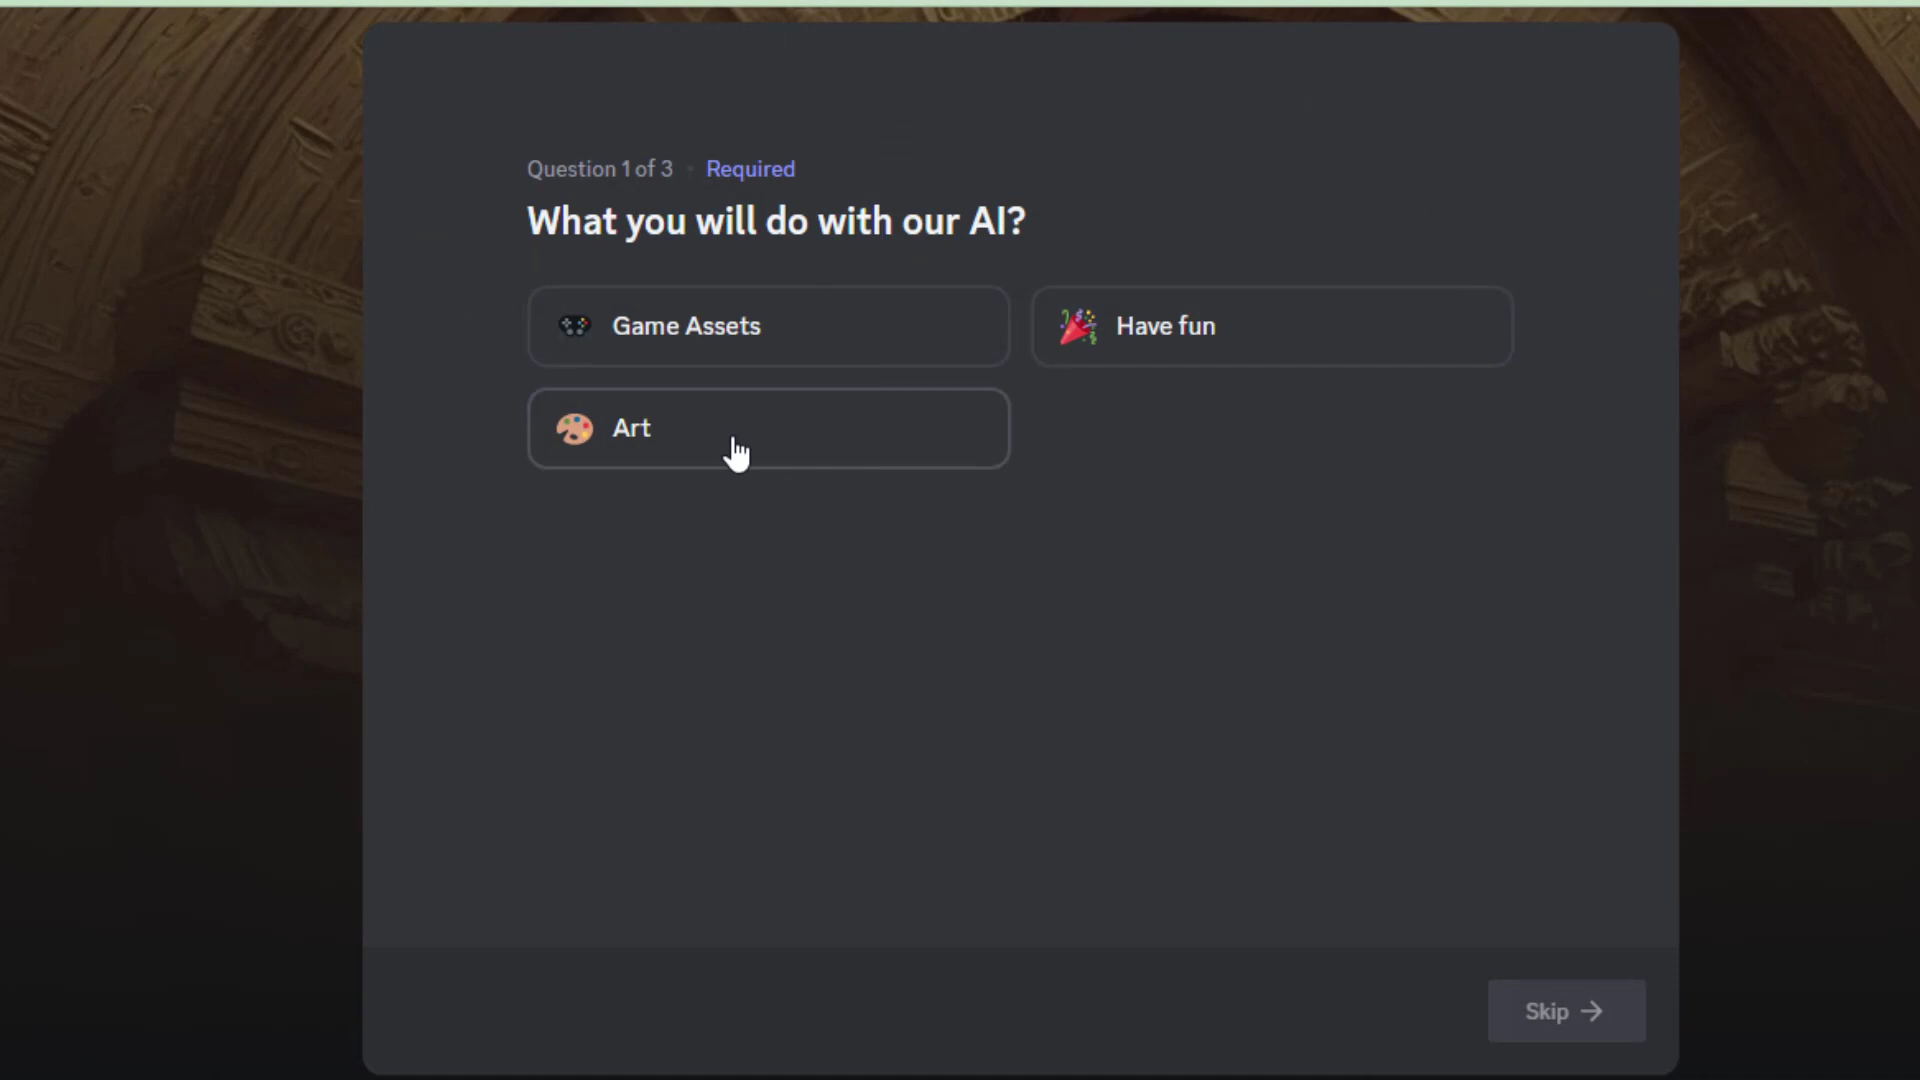 Question 1 of 3 • Required
What you will do with our AI?
Game Assets
Have fun
Art
Skip →